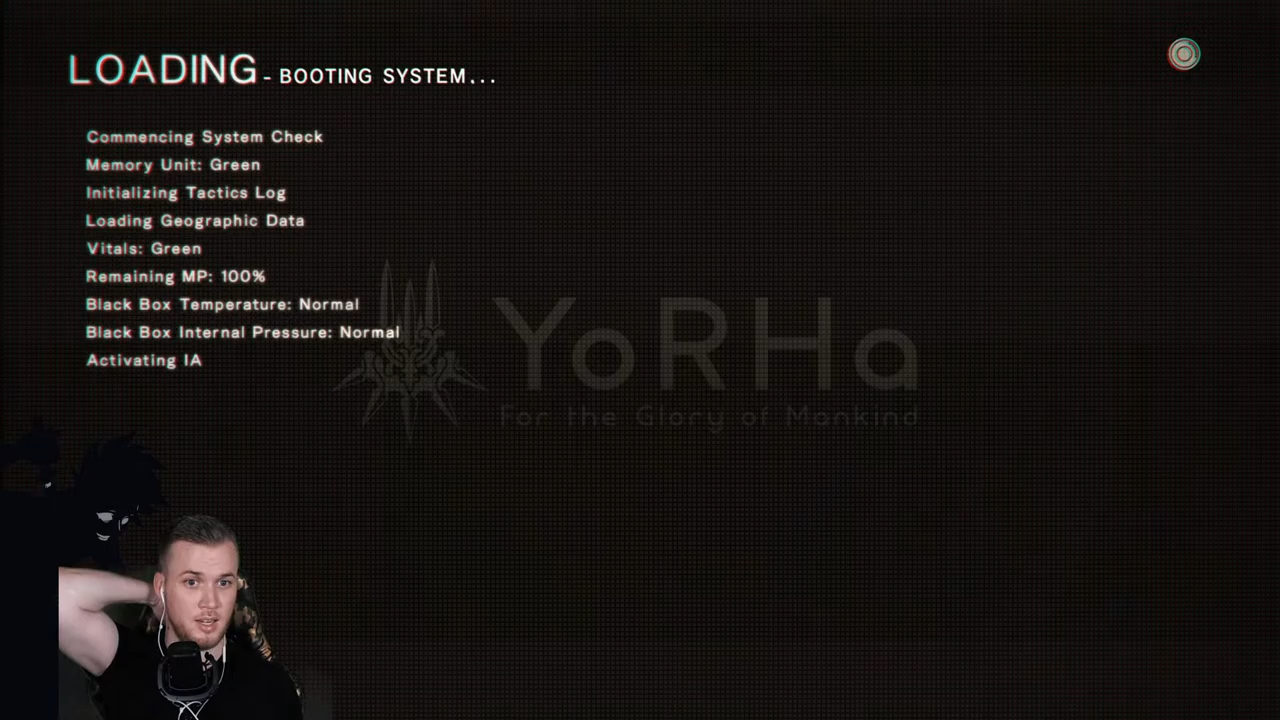 LOADING - BOOTING SYSTEM...
Commencing System Check
Memory Unit: Green
Initializing Tactics Log
Loading Geographic Data
Vitals: Green
Remaining MP: 100%
Black Box Temperature: Normal
Black Box Internal Pressure: Normal
Activating IA
YoRHa
For the Glory of Mankind